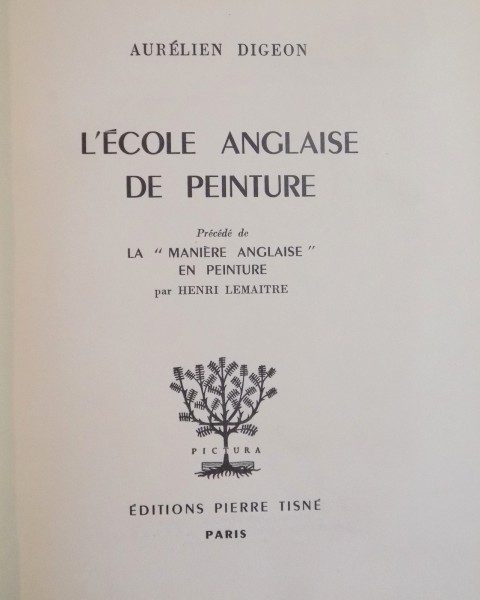 AURÉLIEN DIGEON
L'ÉCOLE ANGLAISE
DE PEINTURE
Précédé de
LA " MANIÈRE ANGLAISE "
EN PEINTURE
par HENRI LEMAITRE
PICTURA
ÉDITIONS PIERRE TISNÉ
PARIS